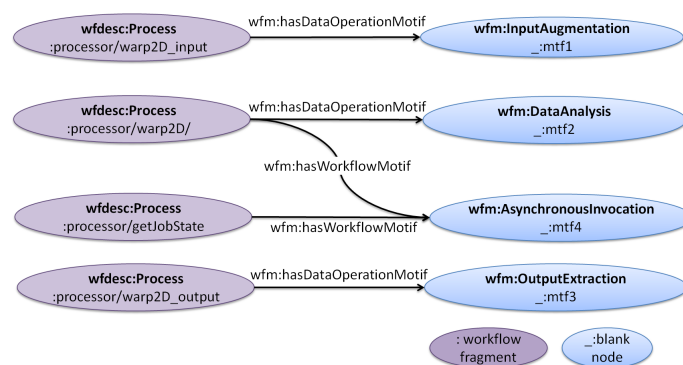 wfdesc:Process
:processor/warp2D_input
wfm:hasDataOperationMotif
wfm:InputAugmentation
_:mtf1
wfdesc:Process
:processor/warp2D/
wfm:hasDataOperationMotif
wfm:DataAnalysis
_:mtf2
wfm:hasWorkflowMotif
wfdesc:Process
:processor/getJobState
wfm:hasWorkflowMotif
wfm:AsynchronousInvocation
_:mtf4
wfdesc:Process
:processor/warp2D_output
wfm:hasDataOperationMotif
wfm:OutputExtraction
_:mtf3
: workflow
fragment
_:blank
node